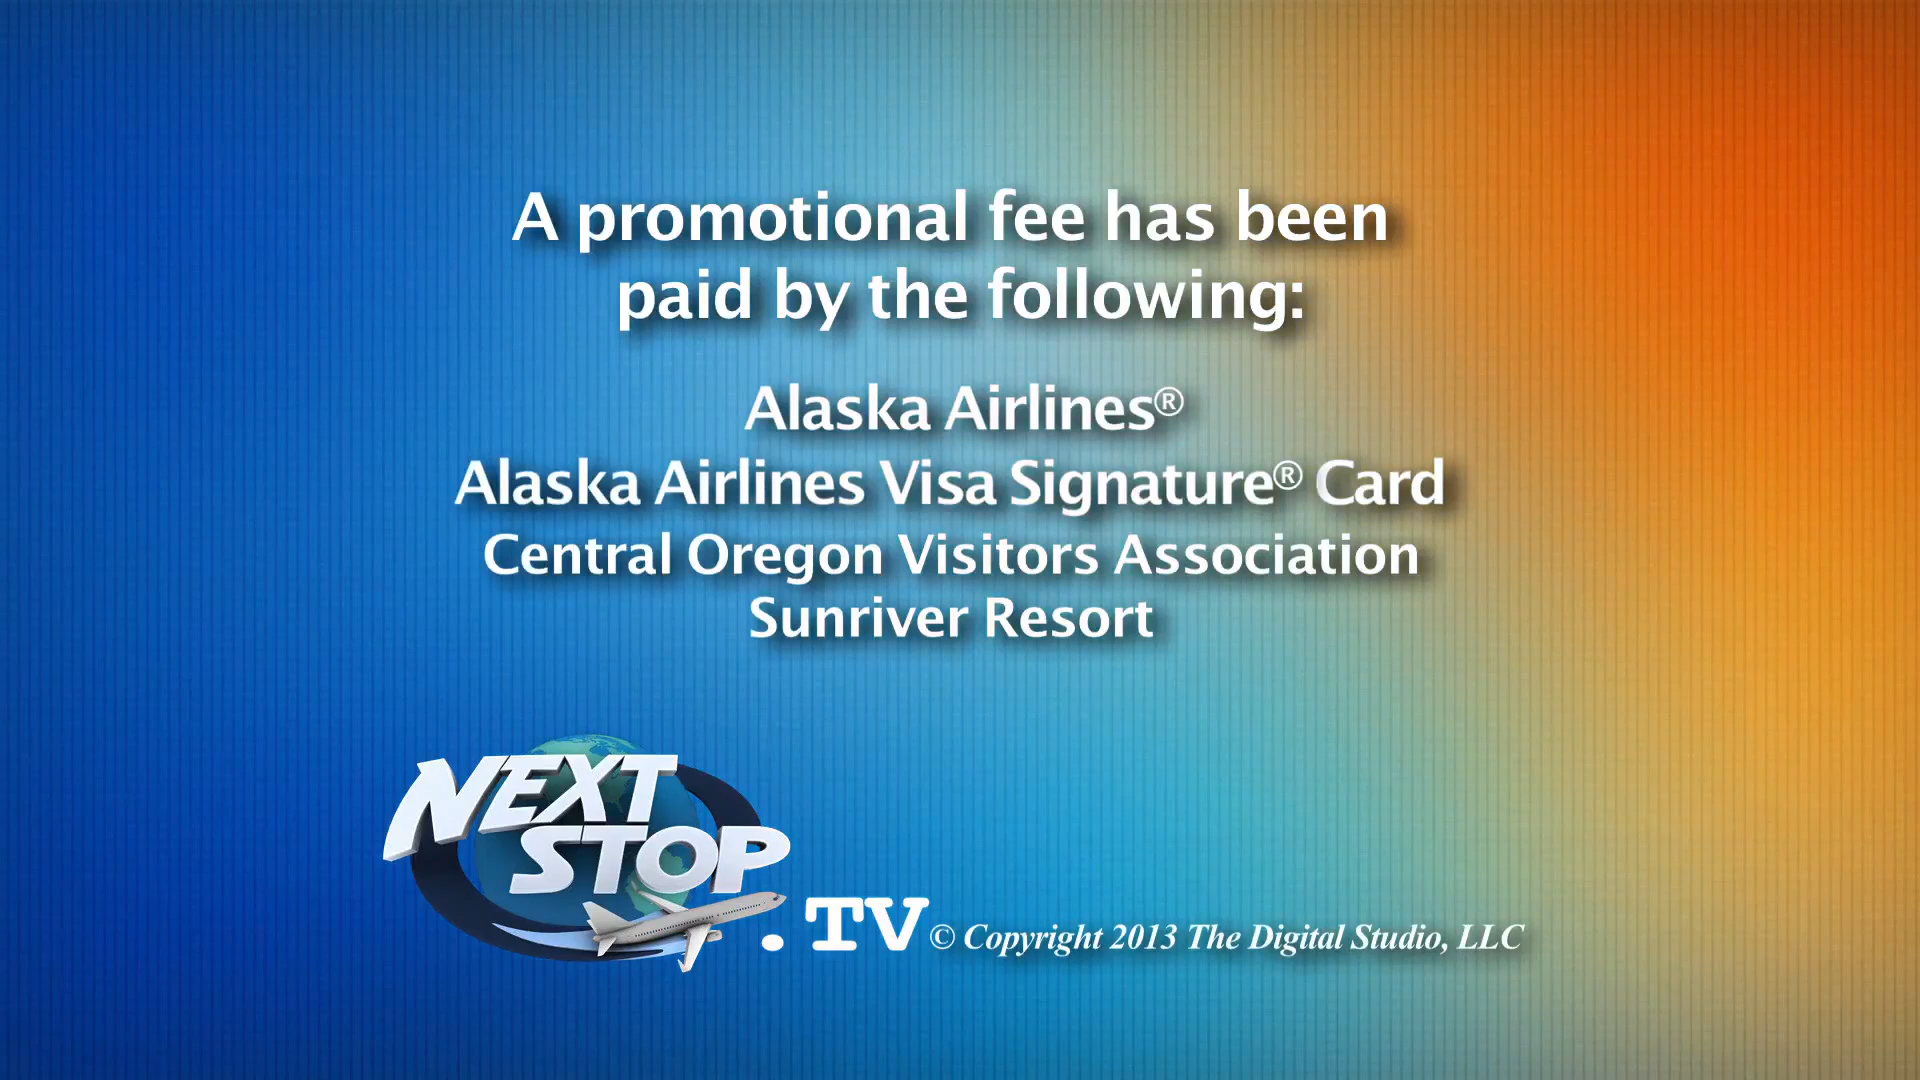 A promotional fee has been
paid by the following:
Alaska Airlines®
Alaska Airlines Visa Signature® Card
Central Oregon Visitors Association
Sunriver Resort
NEXT
STOP
.TV © Copyright 2013 The Digital Studio, LLC